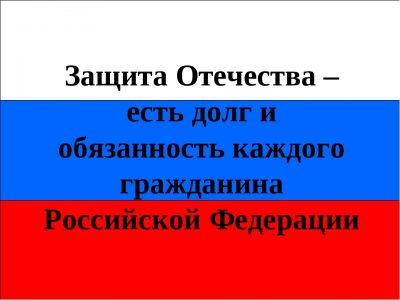 Защита Отечества –
есть долг и
обязанность каждого
гражданина
Российской Федерации